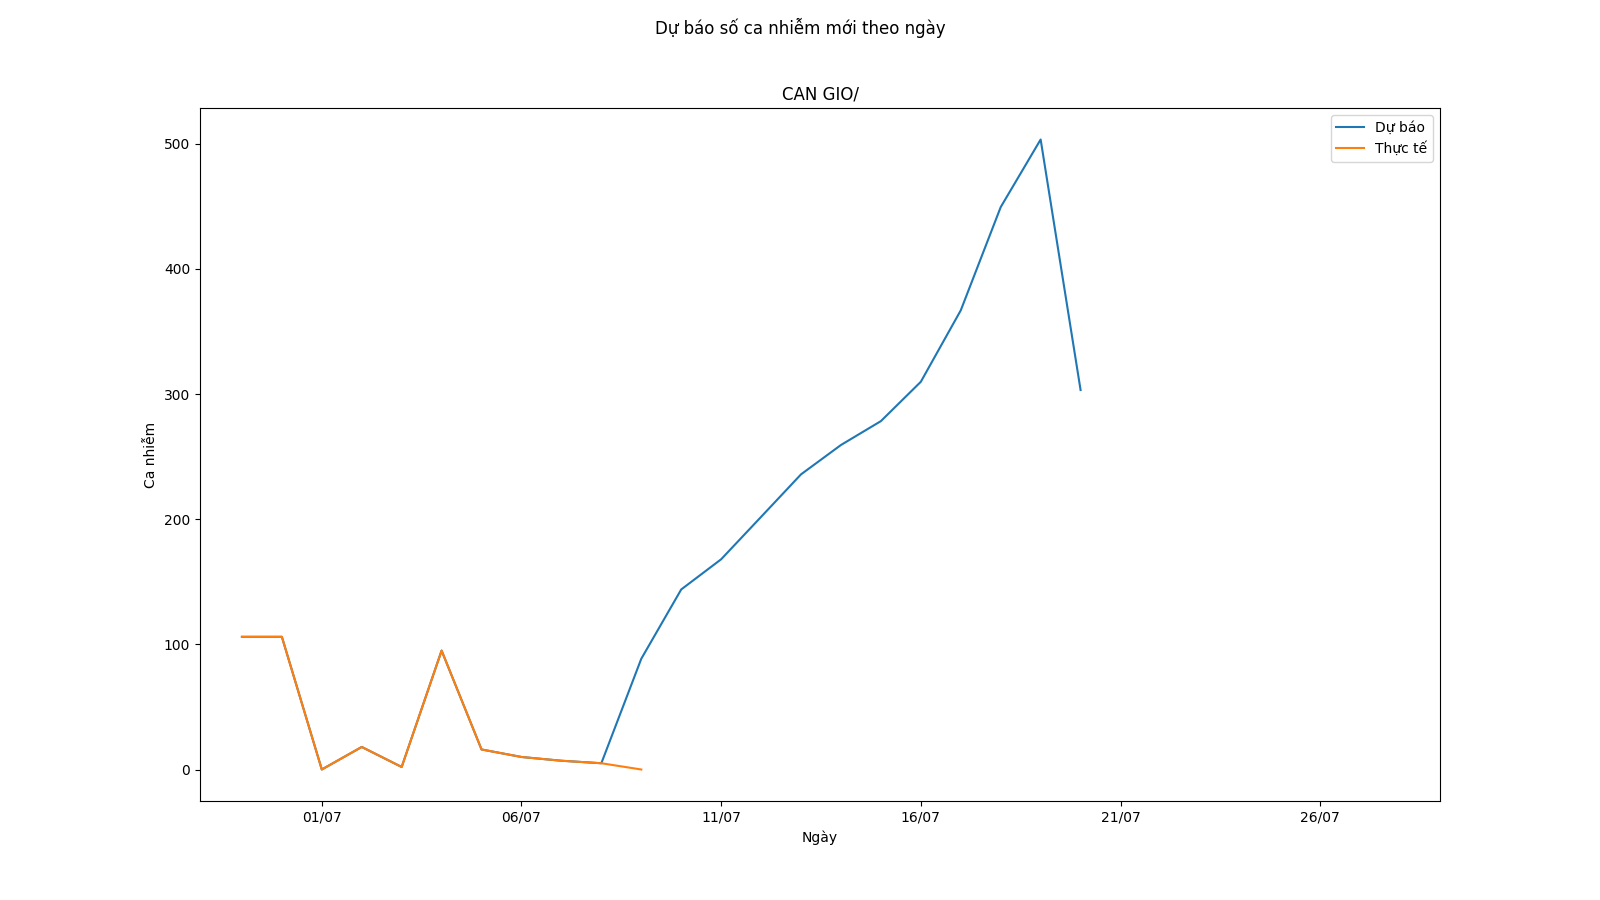 Dự báo số ca nhiễm mới theo ngày
CAN GIO/
Dự báo
Thực tế
500
400
300
200
100
0
Ca nhiễm
01/07
06/07
11/07
16/07
21/07
26/07
Ngày